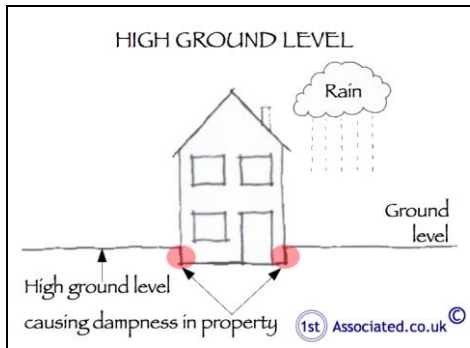 HIGH GROUND LEVEL
Rain
Ground
level
High ground level
causing dampness in property
1st Associated.co.uk ©